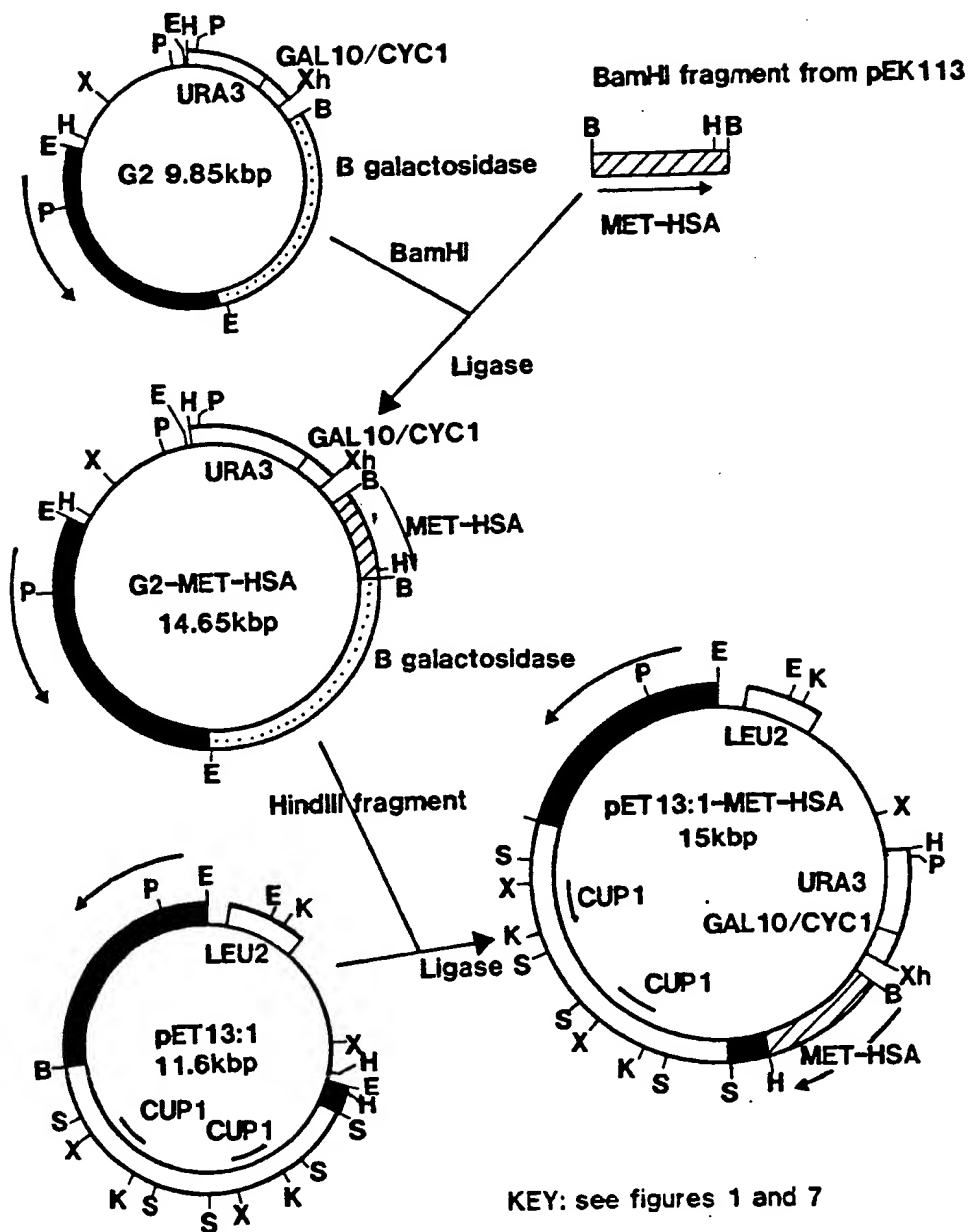 E H P
P
GAL10/CYC1
X
Xh
URA3
B
H
E
G2 9.85kbp
B galactosidase
P
E
BamHI fragment from pEK113
B H B
MET-HSA
BamHI
Ligase
E H P
P
GAL10/CYC1
X
Xh
URA3
B
E H
MET-HSA
P
G2-MET-HSA
H
B
14.65kbp
B galactosidase
E
HindIII fragment
Ligase
P E E K
LEU2
pET13:1-MET-HSA
15kbp
X
H
P
URA3
S
X
CUP1
GAL10/CYC1
K
S
Xh
B
CUP1
S
X
MET-HSA
K
S
S
H
P E E K
LEU2
pET13:1
11.6kbp
X
H
E
H
B
S
CUP1
CUP1
S
X
S
K
S
S
X
K
KEY: see figures 1 and 7